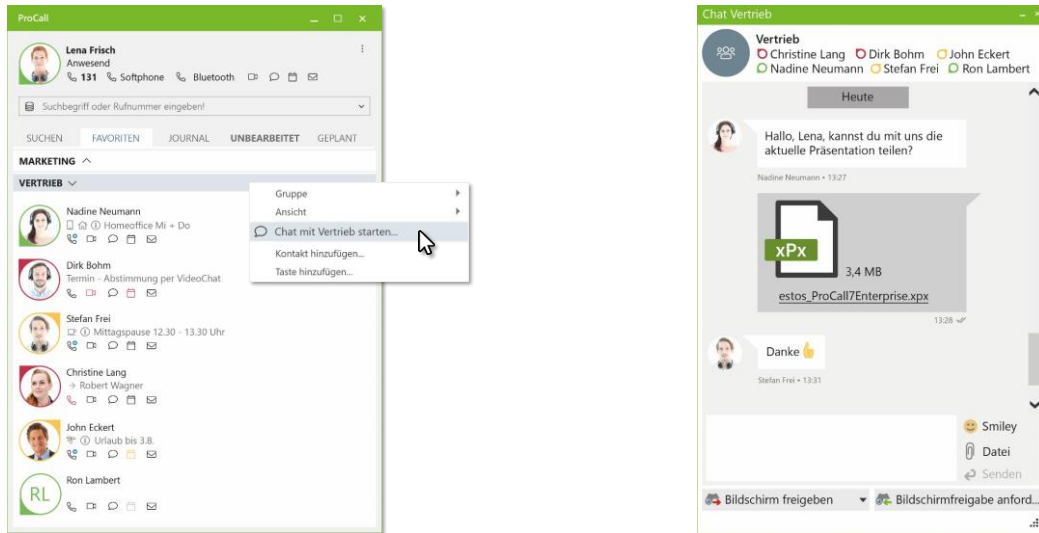 ProCall
Lena Frisch
Anwesend
131 Softphone Bluetooth
Suchbegriff oder Rufnummer eingeben!
SUCHEN FAVORITEN JOURNAL UNBEARBEITET GEPLANT
MARKETING
VERTRIEB
Nadine Neumann
Homeoffice Mi + Do
Dirk Bohm
Termin - Abstimmung per VideoChat
Stefan Frei
Mittagspause 12.30 - 13.30 Uhr
Christine Lang
→ Robert Wagner
John Eckert
Urlaub bis 3.8.
RL
Ron Lambert
Gruppe
Ansicht
Chat mit Vertrieb starten...
Kontakt hinzufügen...
Taste hinzufügen...
Chat Vertrieb
Vertrieb
Christine Lang Dirk Bohm John Eckert
Nadine Neumann Stefan Frei Ron Lambert
Heute
Hallo, Lena, kannst du mit uns die
aktuelle Präsentation teilen?
Nadine Neumann • 13:27
xPx
3,4 MB
estos_ProCall7Enterprise.xpx
13:28
Danke 👍
Stefan Frei • 13:31
Smiley
Datei
Senden
Bildschirm freigeben Bildschirmfreigabe anford...